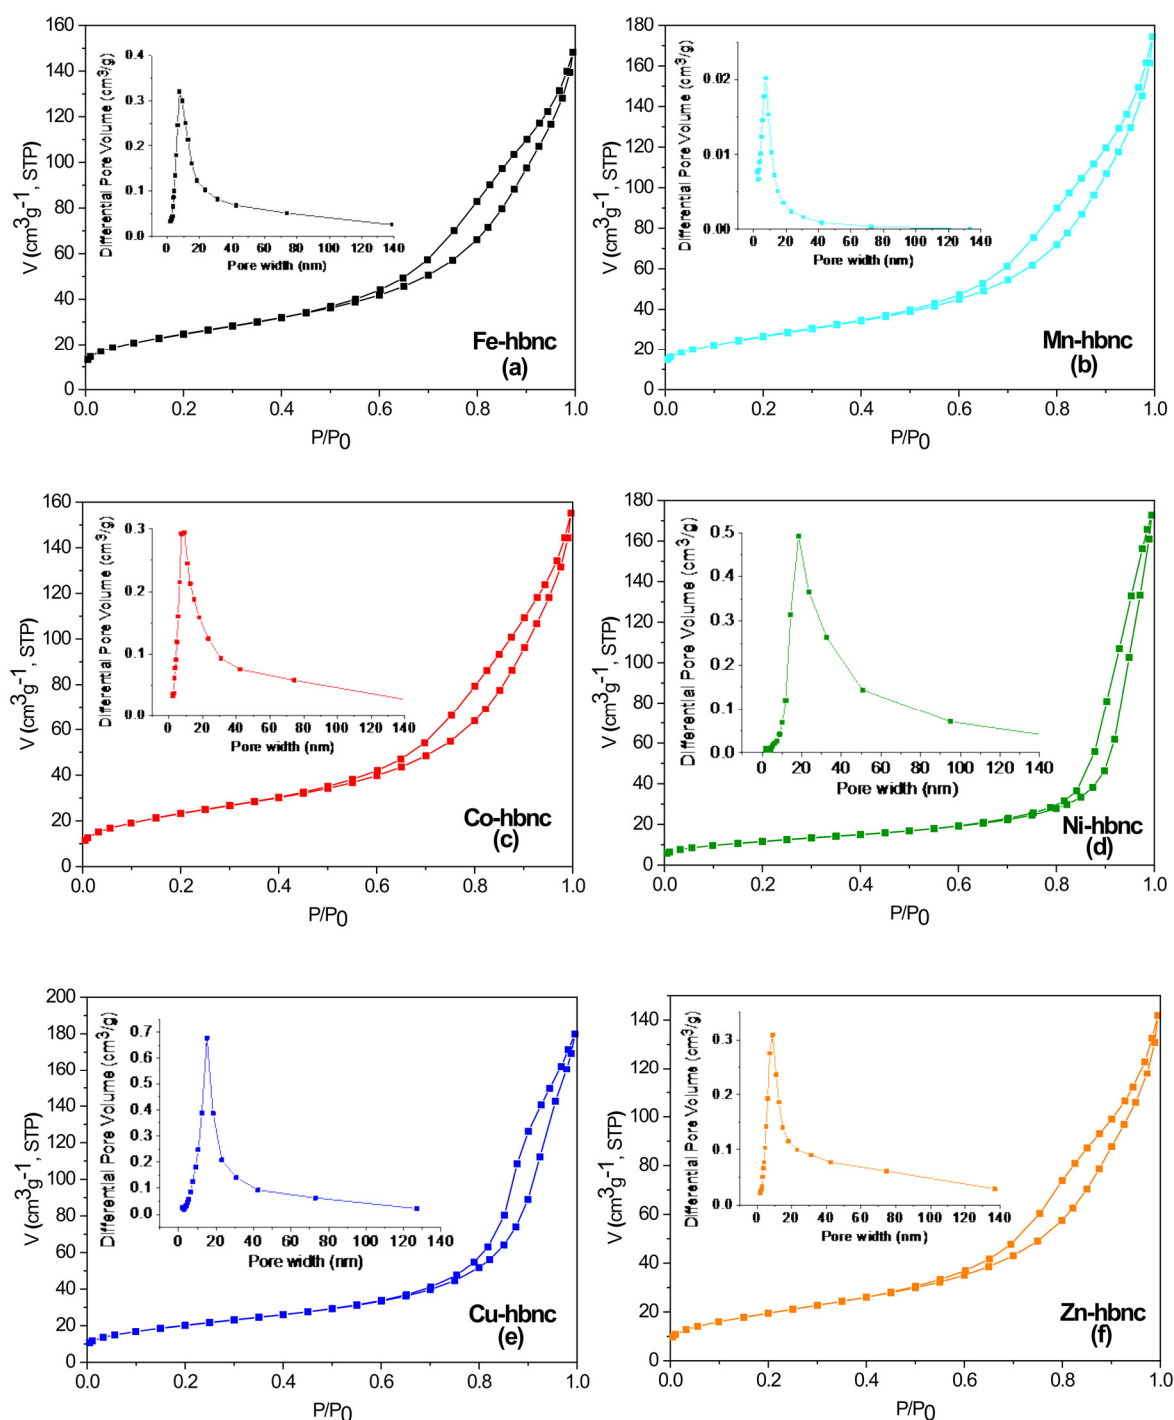 160
140
120
100
80
60
40
20
0
V (cm3g-1, STP)
0.4
0.3
0.2
0.1
0.0
Differential Pore Volume (cm3/g)
0 20 40 60 80 100 120 140
Pore width (nm)
Fe-hbnc
(a)
0.0 0.2 0.4 0.6 0.8 1.0
P/P0
180
160
140
120
100
80
60
40
20
0
V (cm3g-1, STP)
0.02
0.01
0.00
Differential Pore Volume (cm3/g)
0 20 40 60 80 100 120 140
Pore width (nm)
Mn-hbnc
(b)
0.0 0.2 0.4 0.6 0.8 1.0
P/P0
160
140
120
100
80
60
40
20
0
V (cm3g-1, STP)
0.3
0.2
0.1
0.0
Differential Pore Volume (cm3/g)
0 20 40 60 80 100 120 140
Pore width (nm)
Co-hbnc
(c)
0.0 0.2 0.4 0.6 0.8 1.0
P/P0
180
160
140
120
100
80
60
40
20
0
V (cm3g-1, STP)
0.5
0.4
0.3
0.2
0.1
0.0
Differential Pore Volume (cm3/g)
0 20 40 60 80 100 120 140
Pore width (nm)
Ni-hbnc
(d)
0.0 0.2 0.4 0.6 0.8 1.0
P/P0
200
180
160
140
120
100
80
60
40
20
0
V (cm3g-1, STP)
0.7
0.6
0.5
0.4
0.3
0.2
0.1
0.0
Differential Pore Volume (cm3/g)
0 20 40 60 80 100 120 140
Pore width (nm)
Cu-hbnc
(e)
0.0 0.2 0.4 0.6 0.8 1.0
P/P0
140
120
100
80
60
40
20
0
V (cm3g-1, STP)
0.3
0.2
0.1
0.0
Differential Pore Volume (cm3/g)
0 20 40 60 80 100 120 140
Pore width (nm)
Zn-hbnc
(f)
0.0 0.2 0.4 0.6 0.8 1.0
P/P0